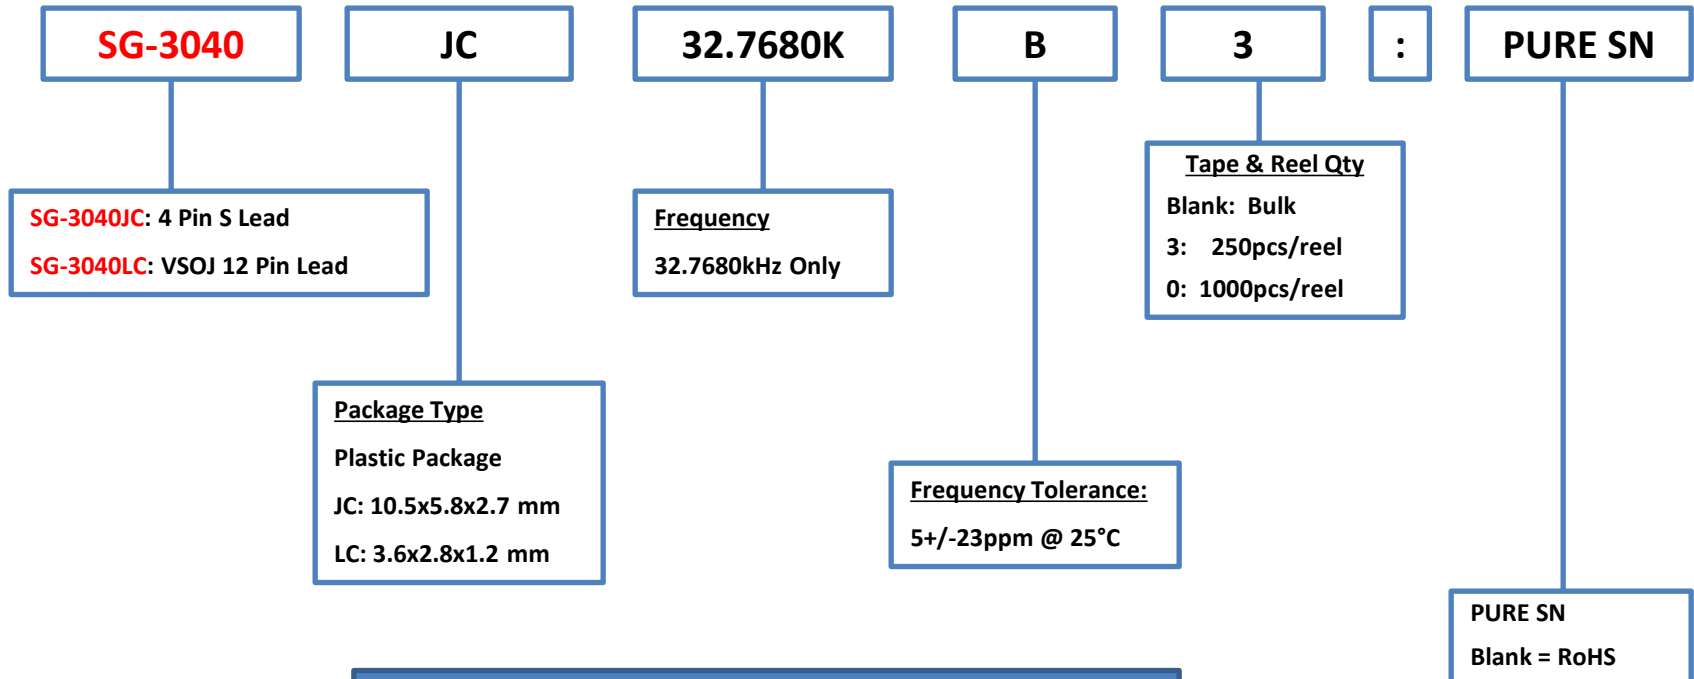 SG-3040
JC
32.7680K
B
3
:
PURE SN
SG-3040JC: 4 Pin S Lead
SG-3040LC: VSOJ 12 Pin Lead
Package Type
Plastic Package
JC: 10.5x5.8x2.7 mm
LC: 3.6x2.8x1.2 mm
Frequency
32.7680kHz Only
Frequency Tolerance:
5+/-23ppm @ 25°C
Tape & Reel Qty
Blank: Bulk
3: 250pcs/reel
0: 1000pcs/reel
PURE SN
Blank = RoHS